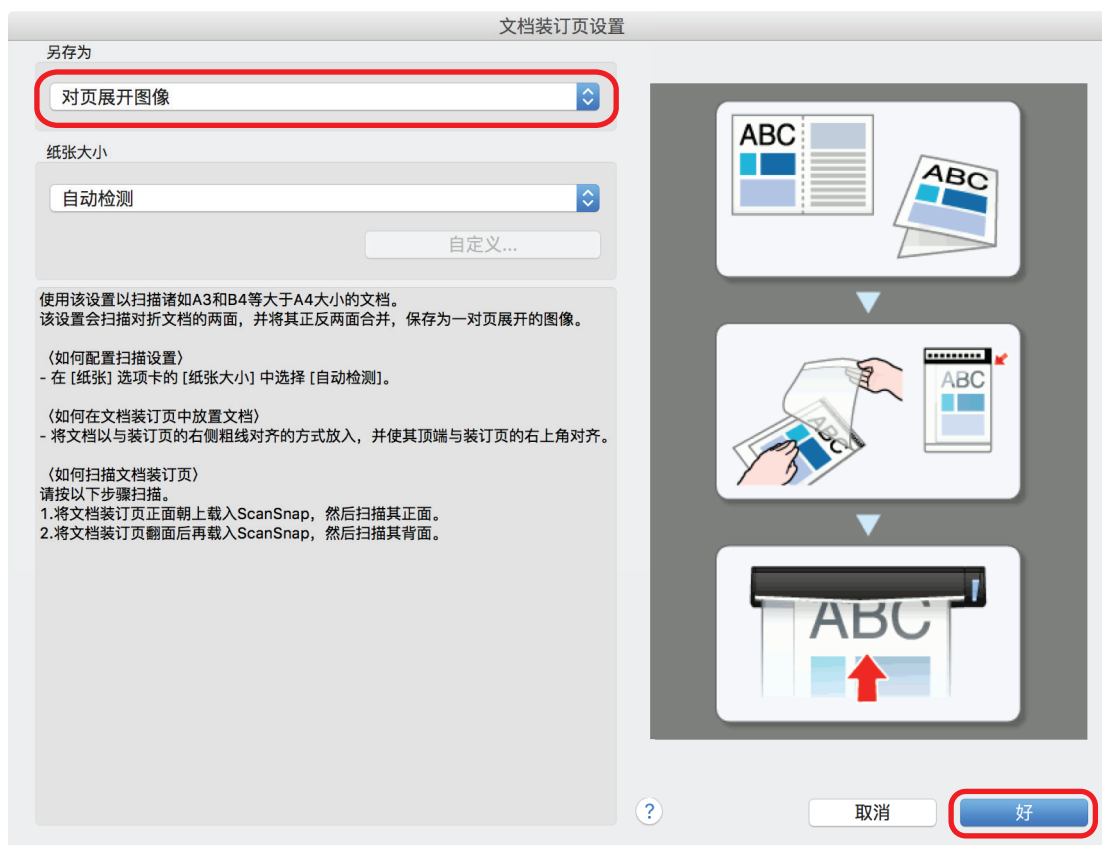 文档装订页设置
另存为
对页展开图像
纸张大小
自动检测
自定义...
使用该设置以扫描诸如A3和B4等大于A4大小的文档。
该设置会扫描对折文档的两面，并将其正反两面合并，保存为一对页展开的图像。
〈如何配置扫描设置〉
- 在 [纸张] 选项卡的 [纸张大小] 中选择 [自动检测]。
〈如何在文档装订页中放置文档〉
- 将文档以与装订页的右侧粗线对齐的方式放入，并使其顶端与装订页的右上角对齐。
〈如何扫描文档装订页〉
请按以下步骤扫描。
1.将文档装订页正面朝上载入ScanSnap，然后扫描其正面。
2.将文档装订页翻面后再载入ScanSnap，然后扫描其背面。
ABC
ABC
ABC
ABC
ABC
?
取消
好